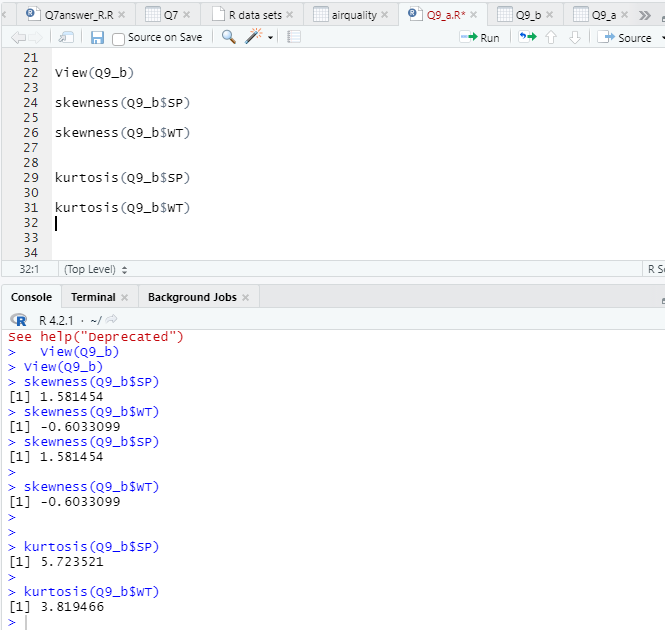 Q7answer_R.R
Q7
R data sets
airquality
Q9_a.R*
Q9_b
Q9_a
Source on Save
Run
Source
21
22 View(Q9_b)
23
24 skewness(Q9_b$SP)
25
26 skewness(Q9_b$WT)
27
28
29 kurtosis(Q9_b$SP)
30
31 kurtosis(Q9_b$WT)
32
33
34
32:1 (Top Level)
Console Terminal Background Jobs
R 4.2.1 · ~/
See help("Deprecated")
>   View(Q9_b)
> View(Q9_b)
> skewness(Q9_b$SP)
[1] 1.581454
> skewness(Q9_b$WT)
[1] -0.6033099
> skewness(Q9_b$SP)
[1] 1.581454
>
> skewness(Q9_b$WT)
[1] -0.6033099
>
>
> kurtosis(Q9_b$SP)
[1] 5.723521
>
> kurtosis(Q9_b$WT)
[1] 3.819466
>